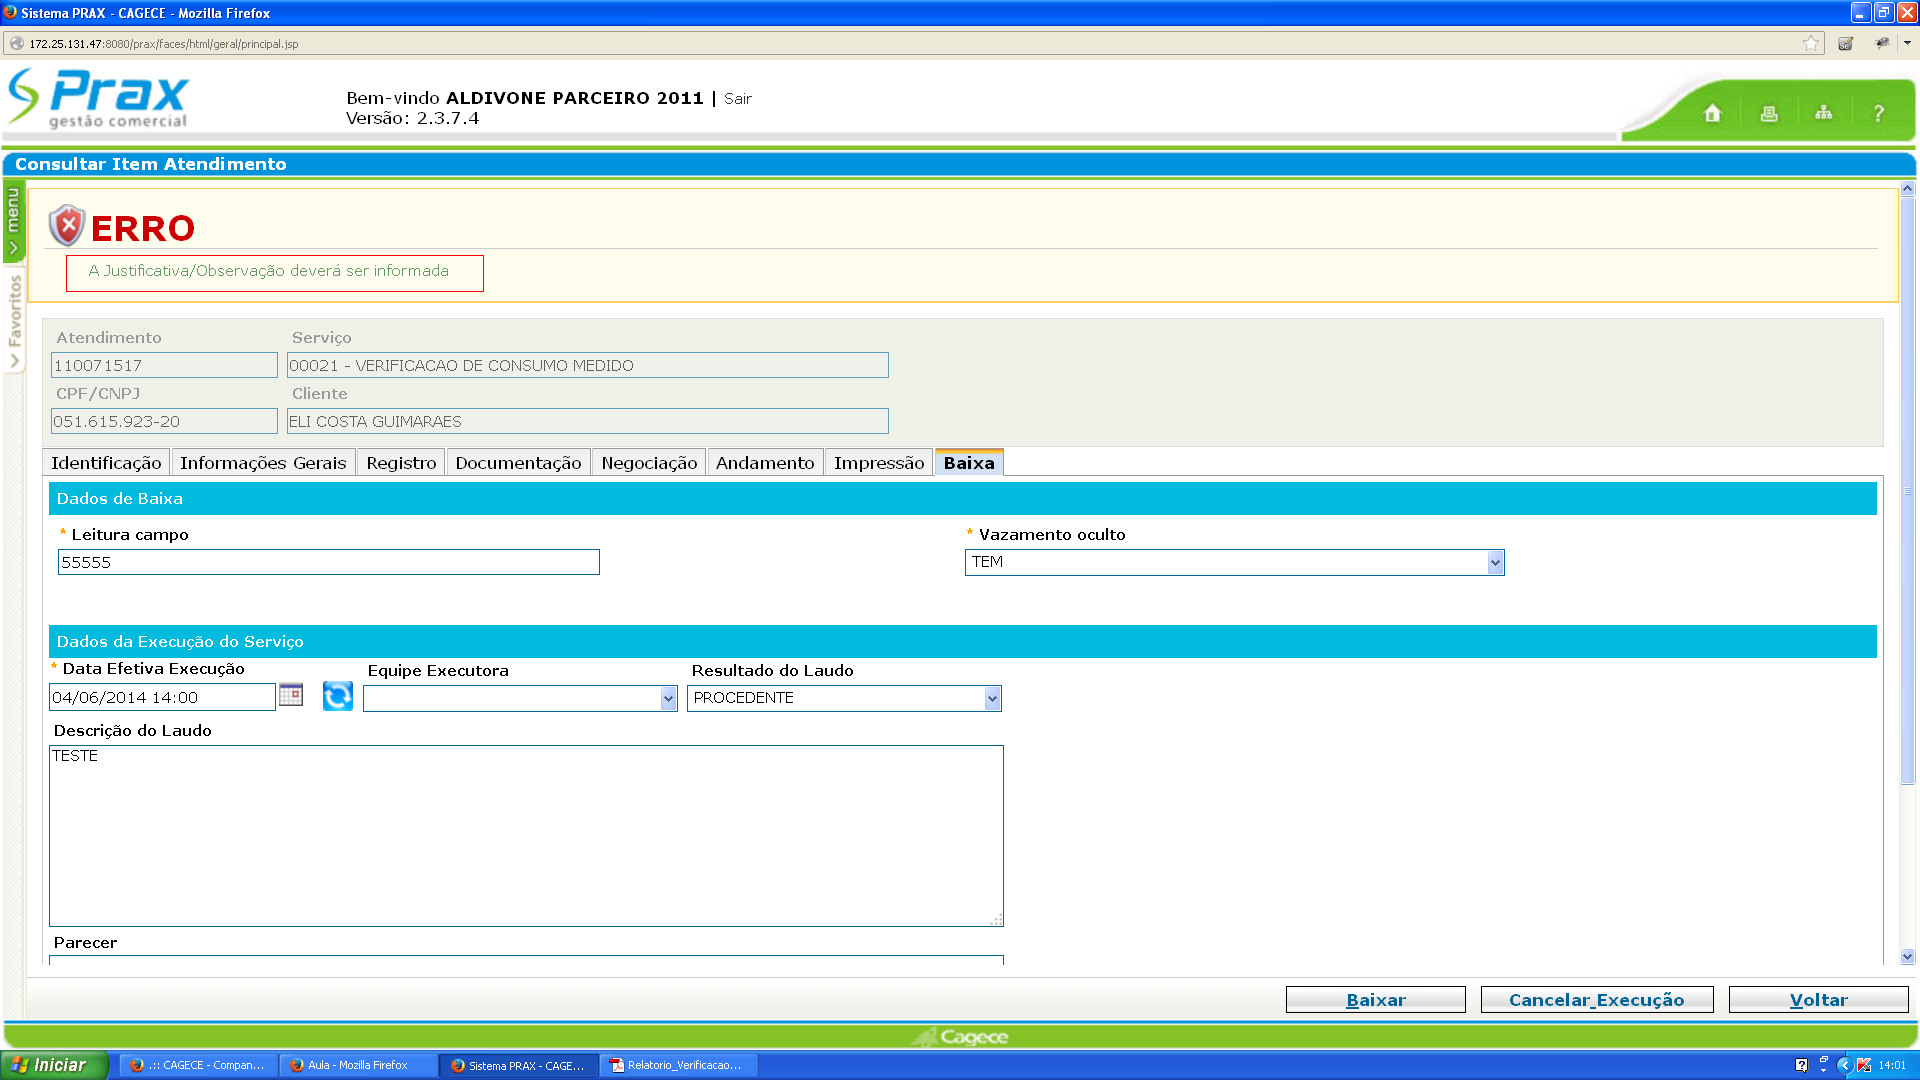 Sistema PRAX - CAGECE - Mozilla Firefox
172.25.131.47:8080/prax/faces/html/geral/principal.jsp
Prax
gestão comercial
Bem-vindo ALDIVONE PARCEIRO 2011 | Sair
Versão: 2.3.7.4
?
Consultar Item Atendimento
menu
Favoritos
ERRO
A Justificativa/Observação deverá ser informada
Atendimento Serviço
110071517 00021 - VERIFICACAO DE CONSUMO MEDIDO
CPF/CNPJ Cliente
051.615.923-20 ELI COSTA GUIMARAES
Identificação Informações Gerais Registro Documentação Negociação Andamento Impressão Baixa
Dados de Baixa
* Leitura campo * Vazamento oculto
55555 TEM
Dados da Execução do Serviço
* Data Efetiva Execução Equipe Executora Resultado do Laudo
04/06/2014 14:00 PROCEDENTE
Descrição do Laudo
TESTE
Parecer
Baixar Cancelar_Execução Voltar
Cagece
Iniciar .:: CAGECE - Compan... Aula - Mozilla Firefox Sistema PRAX - CAGE... Relatorio_Verificacao... 14:01